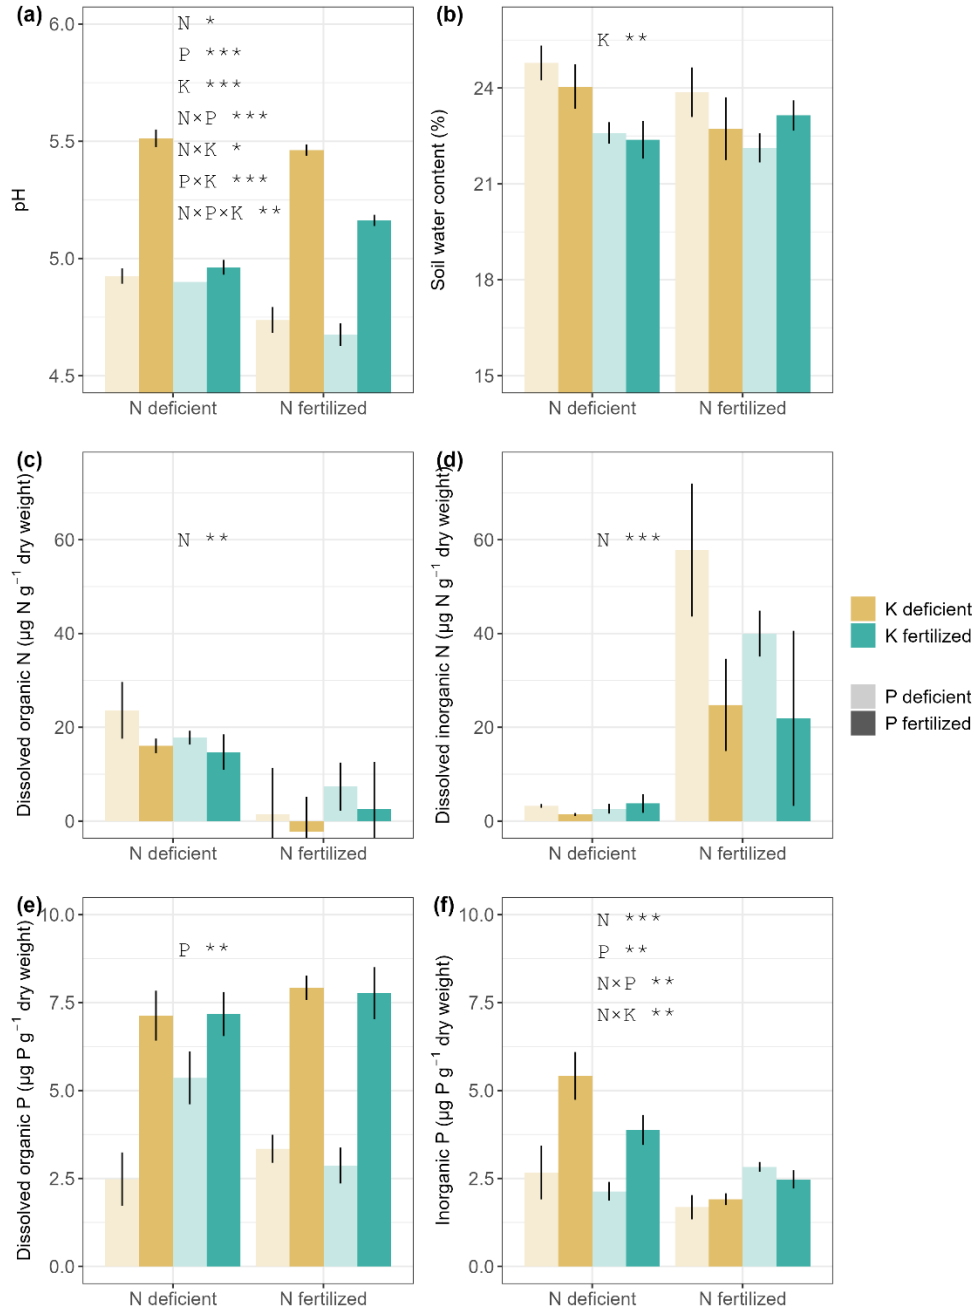 (a)
pH
6.0
5.5
5.0
4.5
N *
P ***
K ***
N×P ***
N×K *
P×K ***
N×P×K **
N deficient
N fertilized
(b)
Soil water content (%)
24
21
18
15
K **
N deficient
N fertilized
(c)
Dissolved organic N (µg N g⁻¹ dry weight)
60
40
20
0
N **
N deficient
N fertilized
(d)
Dissolved inorganic N (µg N g⁻¹ dry weight)
60
40
20
0
N ***
N deficient
N fertilized
K deficient
K fertilized
P deficient
P fertilized
(e)
Dissolved organic P (µg P g⁻¹ dry weight)
10.0
7.5
5.0
2.5
0.0
P **
N deficient
N fertilized
(f)
Inorganic P (µg P g⁻¹ dry weight)
10.0
7.5
5.0
2.5
0.0
N ***
P **
N×P **
N×K **
N deficient
N fertilized